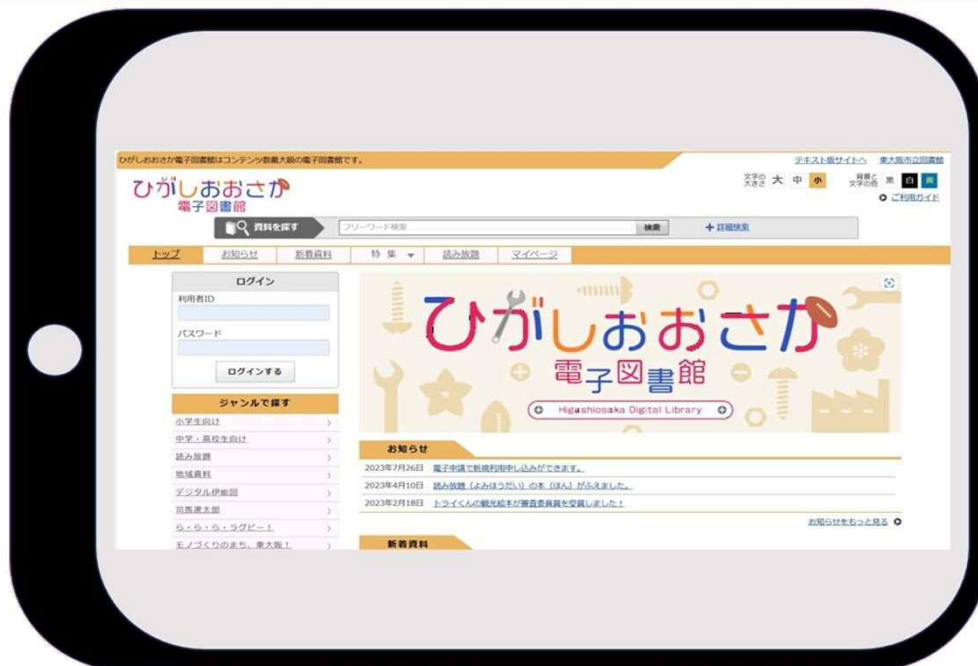 ひがしおおさか電子図書館はコンテンツ数最大級の電子図書館です。
テキスト版サイトへ 東大阪市立図書館
ひがしおおさか
電子図書館
文字の大きさ 大 中 小 背景と文字の色 黒 白 青
ご利用ガイド
資料を探す フリーワード検索 検索 詳細検索
トップ お知らせ 新着資料 特集 読み放題 マイページ
ログイン
利用者ID
パスワード
ログインする
ジャンルで探す
小学生向け
中学・高校生向け
読み放題
地域資料
デジタル伊能図
司馬遼太郎
ら・ら・ら・ラグビー！
モノづくりのまち、東大阪！
ひがしおおさか
電子図書館
Higashiosaka Digital Library
お知らせ
2023年7月26日 電子申請で新規利用申し込みができます。
2023年4月10日 読み放題（よみほうだい）の本（ほん）がふえました。
2023年2月18日 トライくんの観光絵本が審査委員賞を受賞しました！
お知らせをもっと見る
新着資料